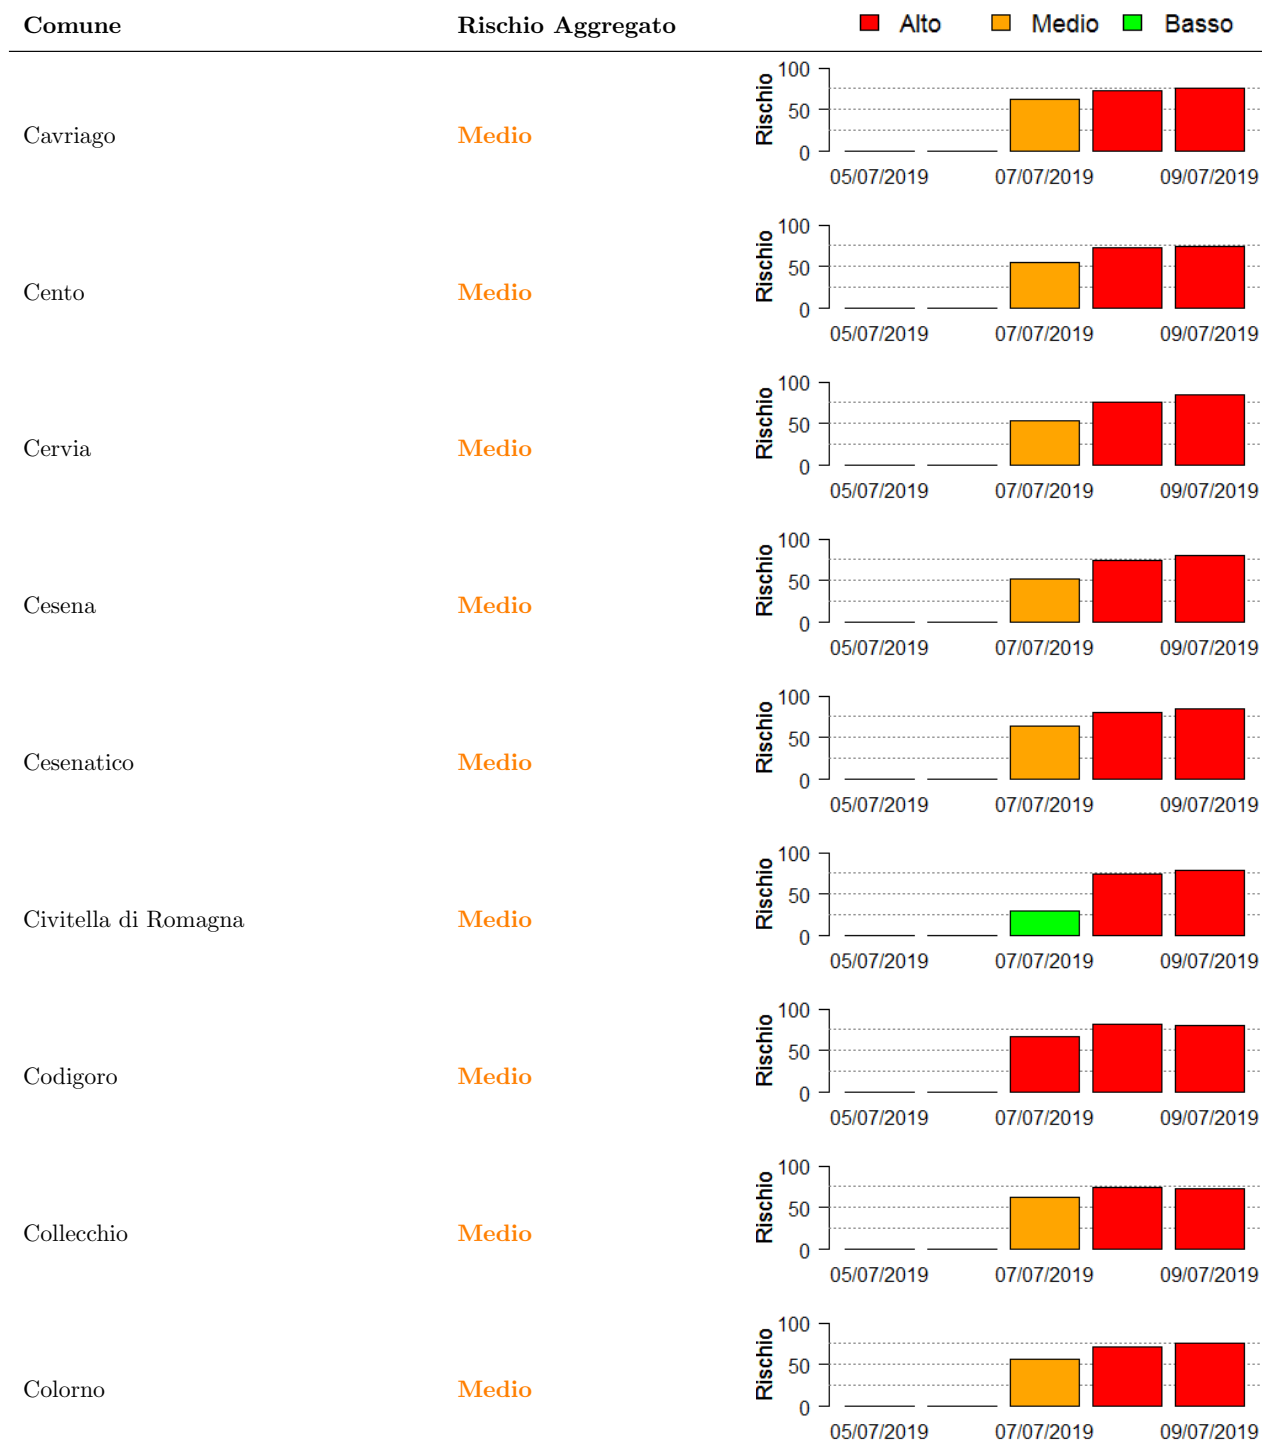 Comune Rischio Aggregato Alto Medio Basso
100
50
0
Rischio
Cavriago Medio
05/07/2019 07/07/2019 09/07/2019
100
50
0
Rischio
Cento Medio
05/07/2019 07/07/2019 09/07/2019
100
50
0
Rischio
Cervia Medio
05/07/2019 07/07/2019 09/07/2019
100
50
0
Rischio
Cesena Medio
05/07/2019 07/07/2019 09/07/2019
100
50
0
Rischio
Cesenatico Medio
05/07/2019 07/07/2019 09/07/2019
100
50
0
Rischio
Civitella di Romagna Medio
05/07/2019 07/07/2019 09/07/2019
100
50
0
Rischio
Codigoro Medio
05/07/2019 07/07/2019 09/07/2019
100
50
0
Rischio
Collecchio Medio
05/07/2019 07/07/2019 09/07/2019
100
50
0
Rischio
Colorno Medio
05/07/2019 07/07/2019 09/07/2019